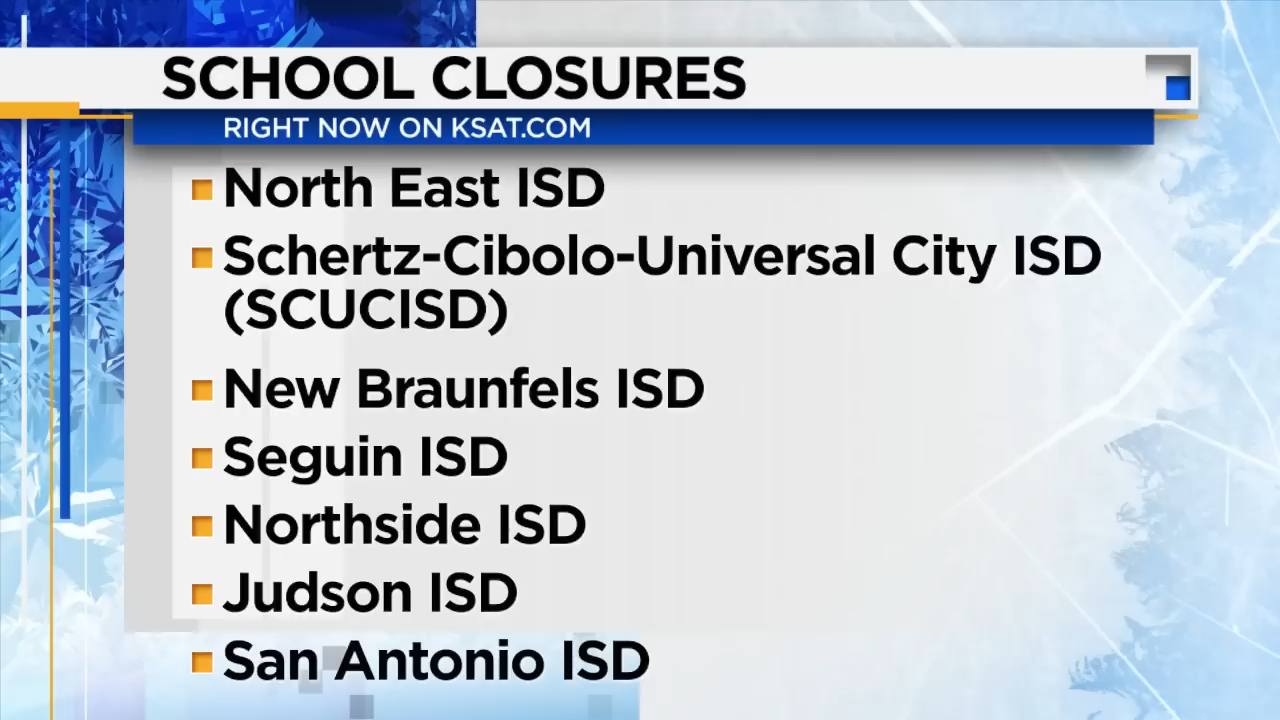 SCHOOL CLOSURES
RIGHT NOW ON KSAT.COM
North East ISD
Schertz-Cibolo-Universal City ISD
(SCUCISD)
New Braunfels ISD
Seguin ISD
Northside ISD
Judson ISD
San Antonio ISD